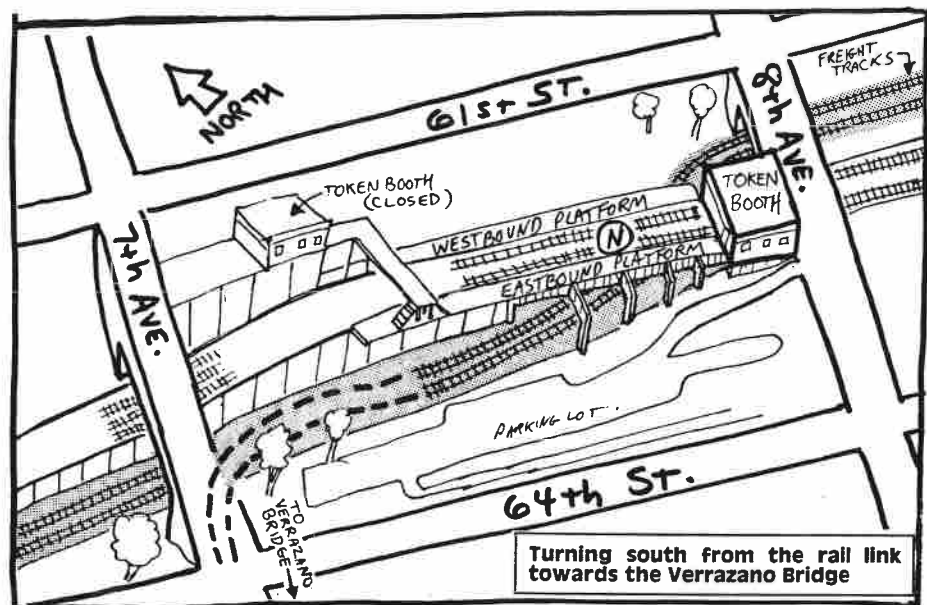 NORTH
61st ST.
8th AVE.
FREIGHT
TRACKS
TOKEN BOOTH
(CLOSED)
TOKEN
BOOTH
WESTBOUND PLATFORM
N
EASTBOUND PLATFORM
7th AVE.
PARKING LOT.
64th ST.
TO
VERRAZANO
BRIDGE
Turning south from the rail link
towards the Verrazano Bridge